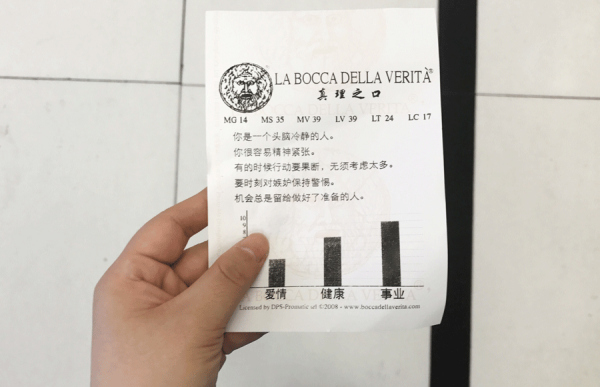 LA BOCCA DELLA VERITÀ®
真理之口
MG 14 MS 35 MV 39 LV 39 LT 24 LC 17
你是一个头脑冷静的人。
你很容易精神紧张。
有的时候行动要果断，无须考虑太多。
要时刻对嫉妒保持警惕。
机会总是留给做好了准备的人。
10
9
8
爱情 健康 事业
Licensed by DPS-Promatic srl ©2008 - www.boccadellaverita.com